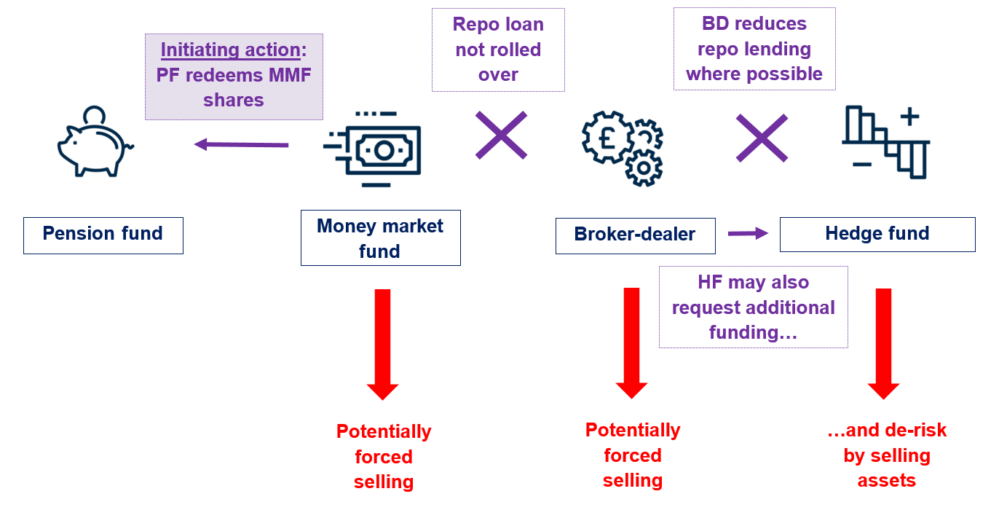 Initiating action:
PF redeems MMF
shares
Repo loan
not rolled
over
BD reduces
repo lending
where possible
£
Pension fund
Money market
fund
Broker-dealer
Hedge fund
HF may also
request additional
funding…
Potentially
forced
selling
Potentially
forced
selling
…and de-risk
by selling
assets